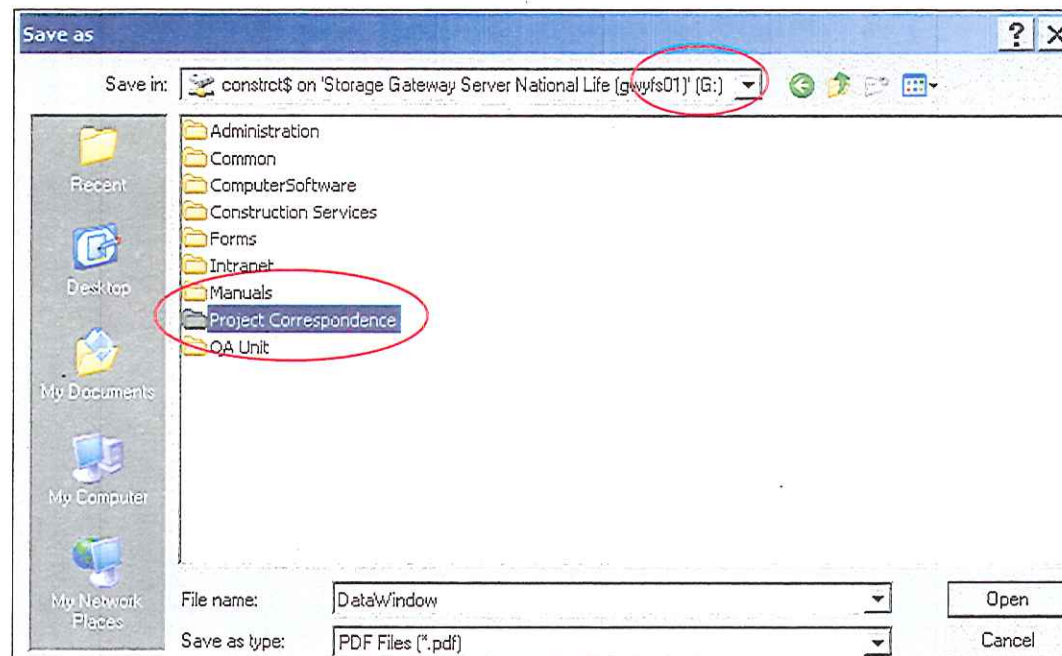 Save as
Save in:
constrct$ on 'Storage Gateway Server National Life (gwyfs01)' (G:)
Recent
Desktop
My Documents
My Computer
My Network
Places
Administration
Common
ComputerSoftware
Construction Services
Forms
Intranet
Manuals
Project Correspondence
QA Unit
File name:
DataWindow
Open
Save as type:
PDF Files (*.pdf)
Cancel